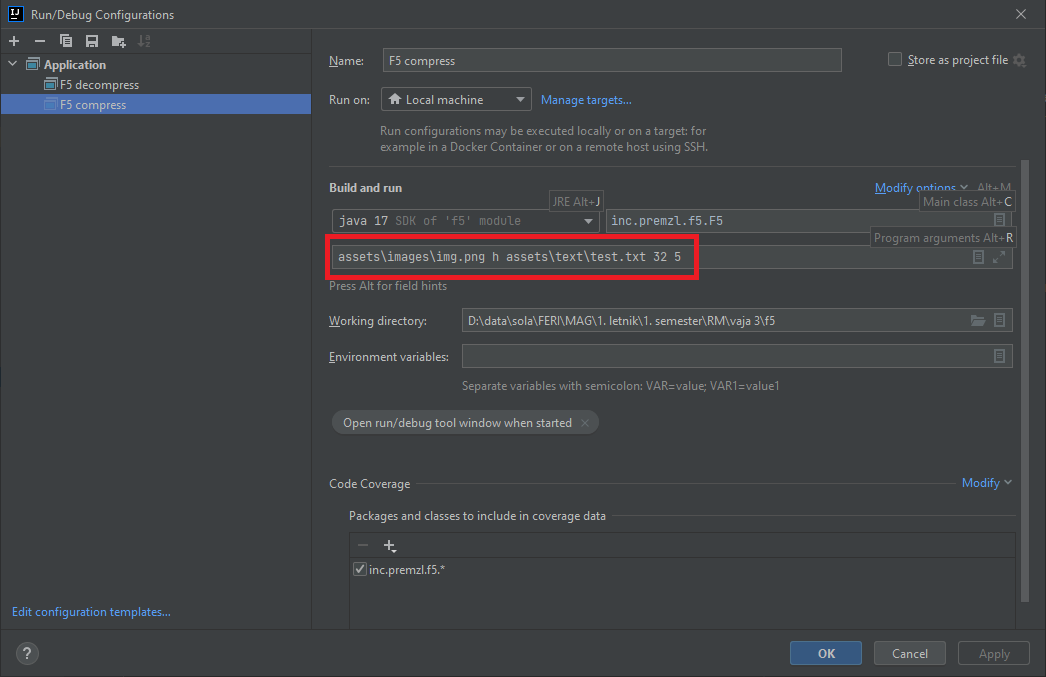 Run/Debug Configurations
Application
F5 decompress
F5 compress
Edit configuration templates...
Name: F5 compress Store as project file
Run on: Local machine Manage targets...
Run configurations may be executed locally or on a target: for
example in a Docker Container or on a remote host using SSH.
Build and run Modify options Alt+M
JRE Alt+J Main class Alt+C
java 17 SDK of 'f5' module inc.premzl.f5.F5
Program arguments Alt+R
assets\images\img.png h assets\text\test.txt 32 5
Press Alt for field hints
Working directory: D:\data\sola\FERI\MAG\1. letnik\1. semester\RM\vaja 3\f5
Environment variables:
Separate variables with semicolon: VAR=value; VAR1=value1
Open run/debug tool window when started
Code Coverage Modify
Packages and classes to include in coverage data
inc.premzl.f5.*
? OK Cancel Apply